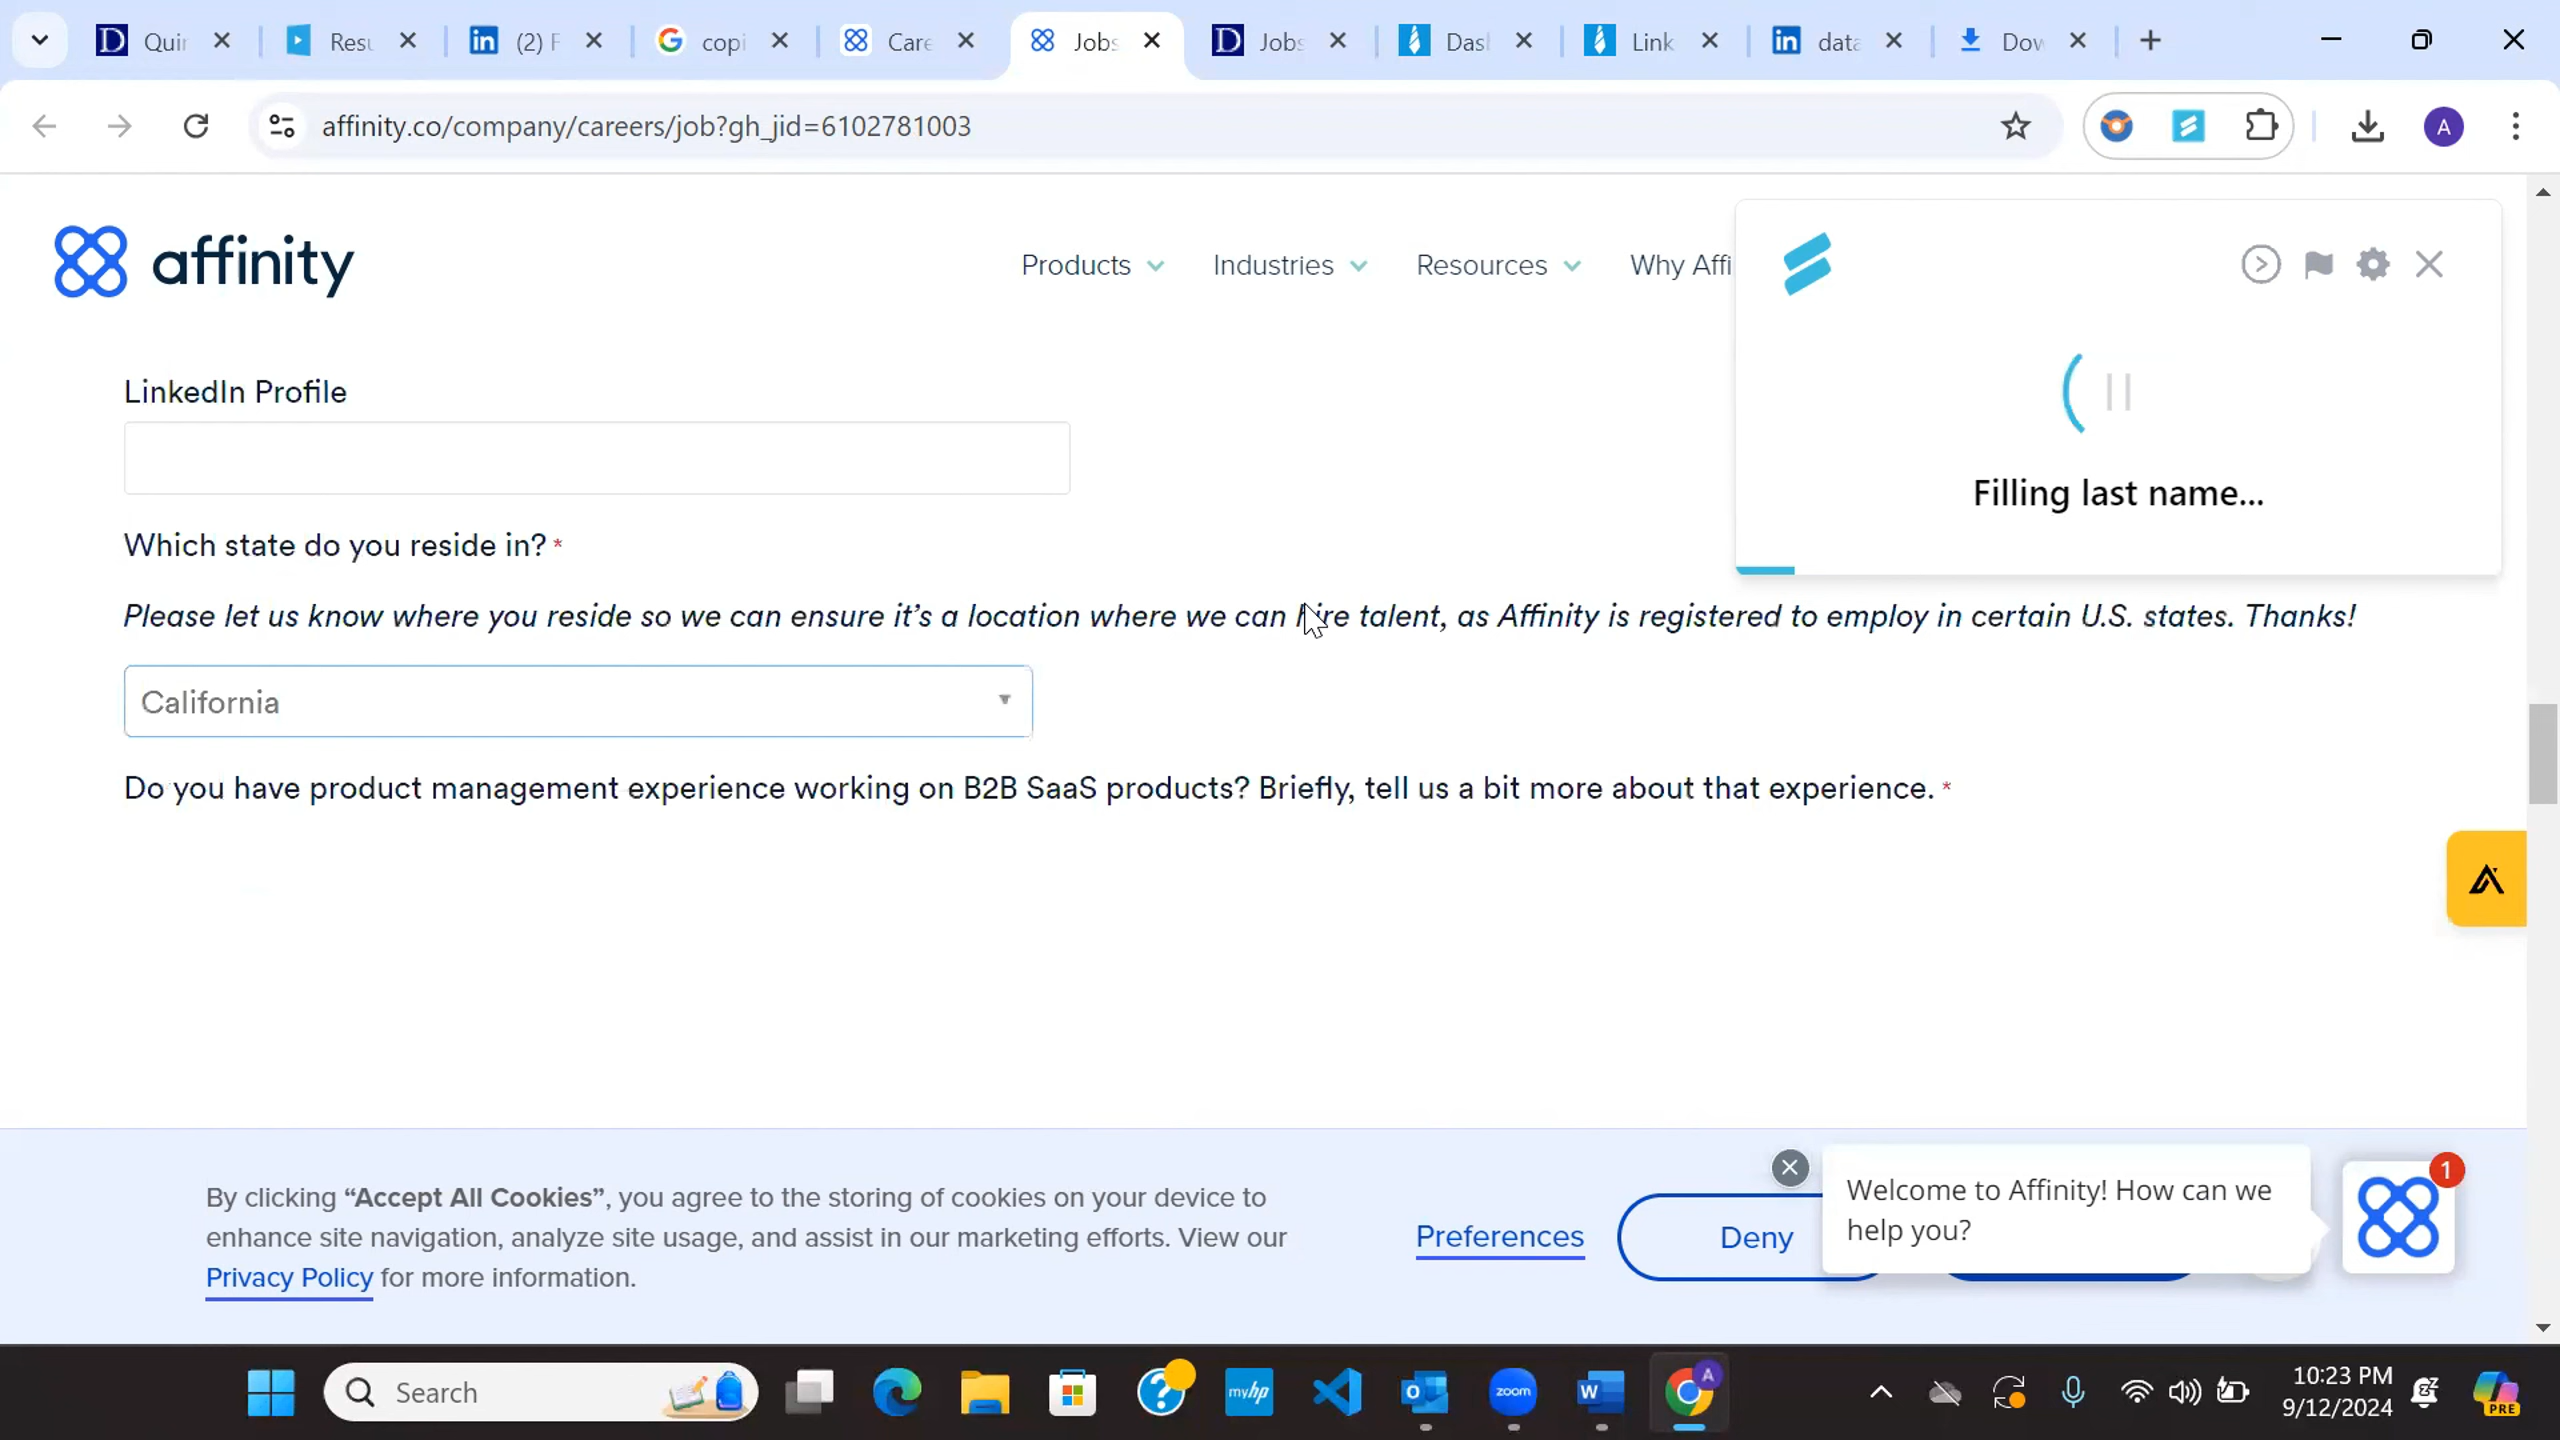 Quir
Resu
(2) F
copi
Care
Jobs
Jobs
Das
Link
data
Dow
affinity.co/company/careers/job?gh_jid=6102781003
A
affinity
Products
Industries
Resources
Why Affi
Filling last name...
LinkedIn Profile
Which state do you reside in? *
Please let us know where you reside so we can ensure it's a location where we can hire talent, as Affinity is registered to employ in certain U.S. states. Thanks!
California
Do you have product management experience working on B2B SaaS products? Briefly, tell us a bit more about that experience. *
By clicking “Accept All Cookies”, you agree to the storing of cookies on your device to
enhance site navigation, analyze site usage, and assist in our marketing efforts. View our
Privacy Policy for more information.
Preferences
Deny
Welcome to Affinity! How can we
help you?
1
Search
myhp
zoom
A
10:23 PM
9/12/2024
PRE